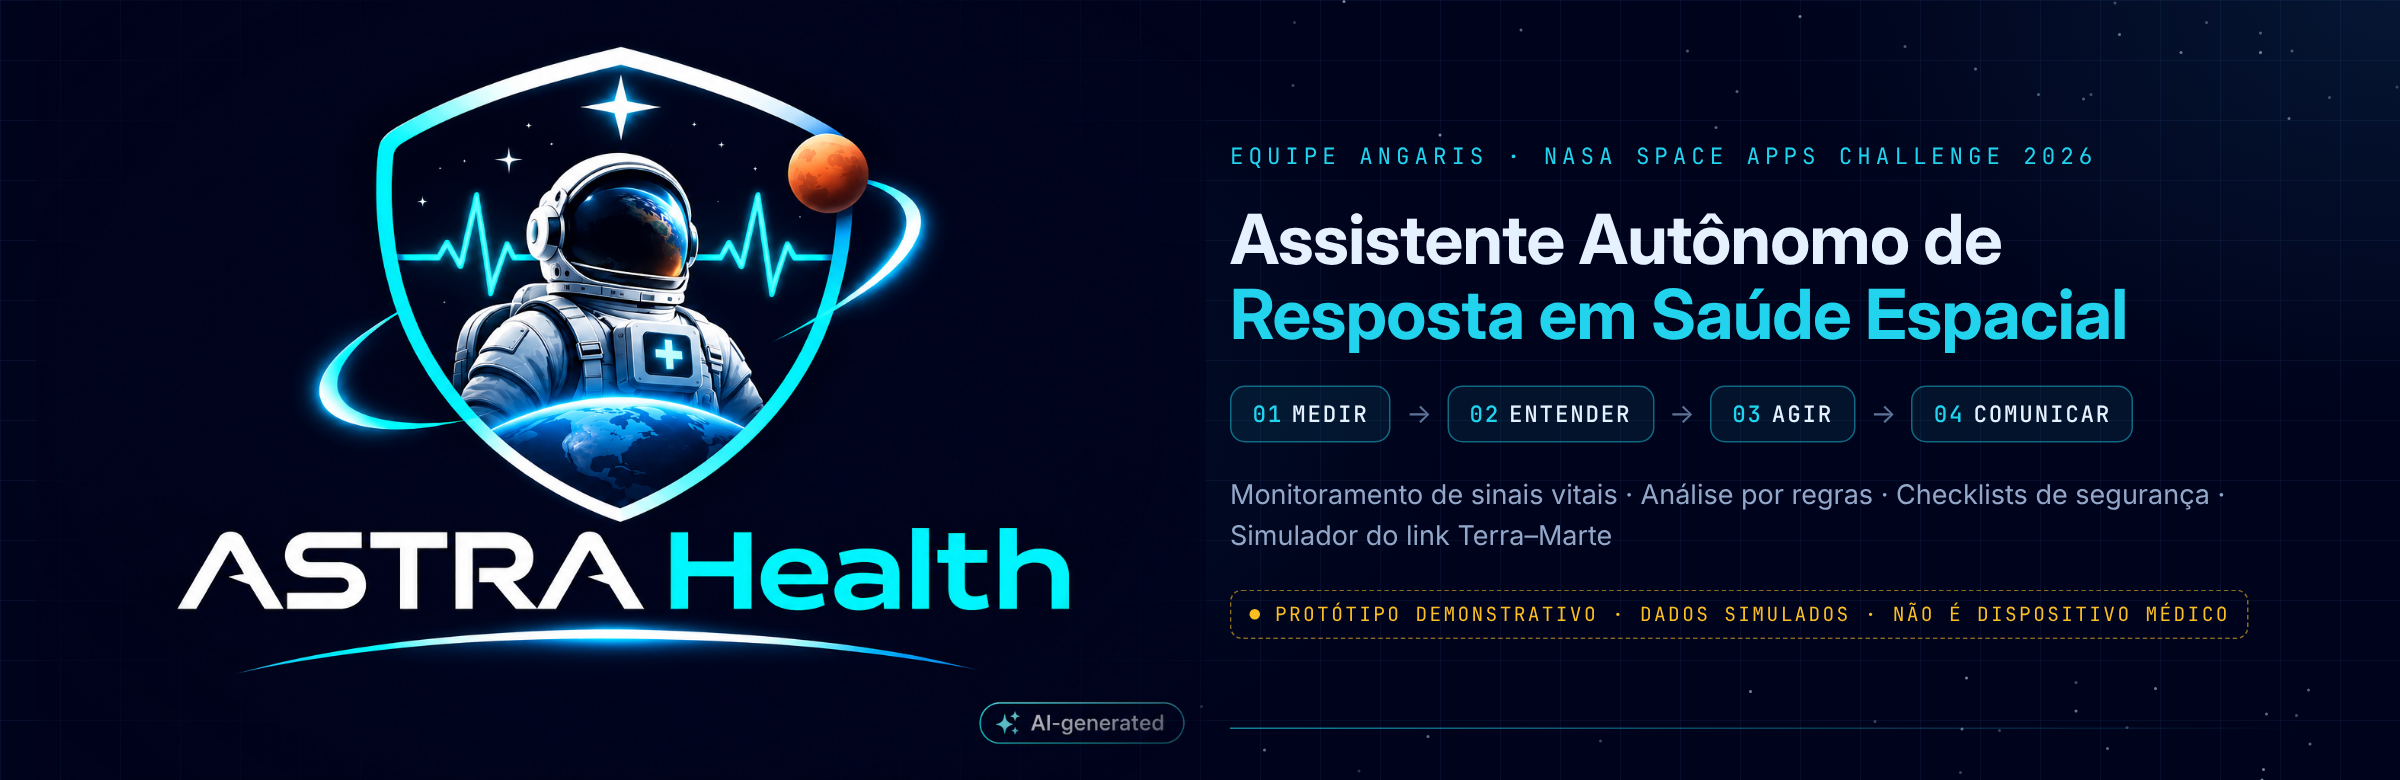 ASTRA Health
AI-generated
EQUIPE ANGARIS · NASA SPACE APPS CHALLENGE 2026
Assistente Autônomo de
Resposta em Saúde Espacial
01 MEDIR → 02 ENTENDER → 03 AGIR → 04 COMUNICAR
Monitoramento de sinais vitais · Análise por regras · Checklists de segurança ·
Simulador do link Terra–Marte
PROTÓTIPO DEMONSTRATIVO · DADOS SIMULADOS · NÃO É DISPOSITIVO MÉDICO